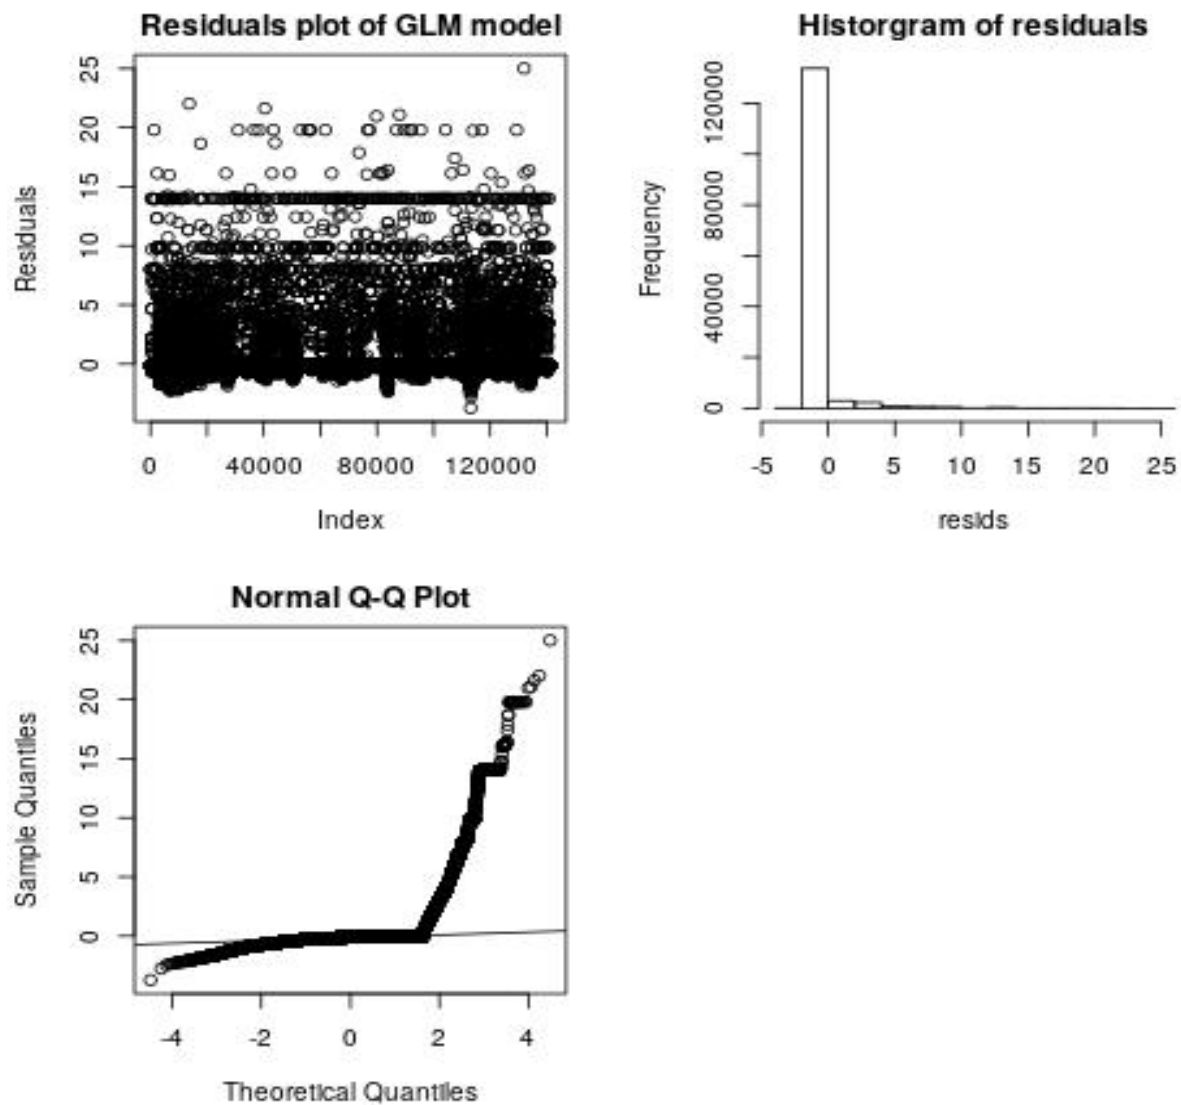 Residuals plot of GLM model
Residuals
25
20
15
10
5
0
0 40000 80000 120000
Index
Historgram of residuals
Frequency
120000
80000
40000
0
-5 0 5 10 15 20 25
resids
Normal Q-Q Plot
Sample Quantiles
25
20
15
10
5
0
-4 -2 0 2 4
Theoretical Quantiles